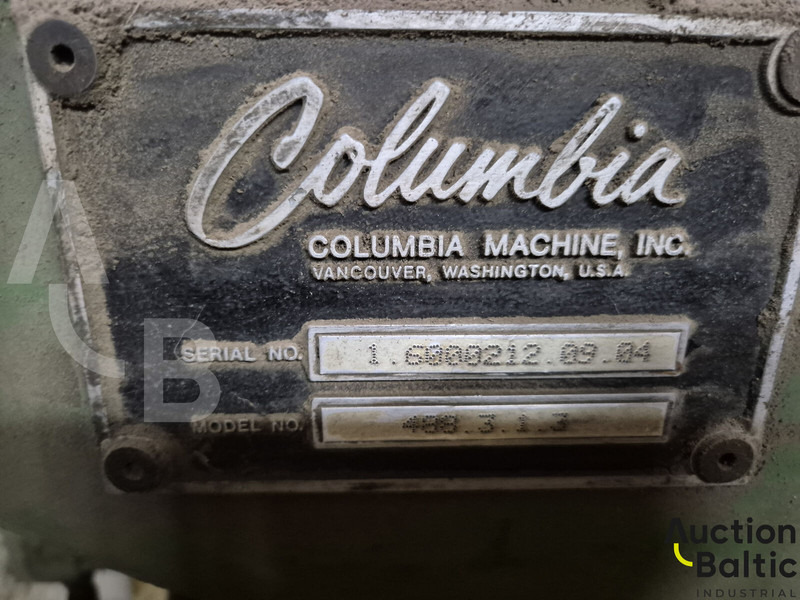 Columbia
COLUMBIA MACHINE, INC.
VANCOUVER, WASHINGTON, U.S.A.
SERIAL NO. 1.6000212.09.04
MODEL NO. 488.3.1.3
AB
Auction
Baltic
INDUSTRIAL